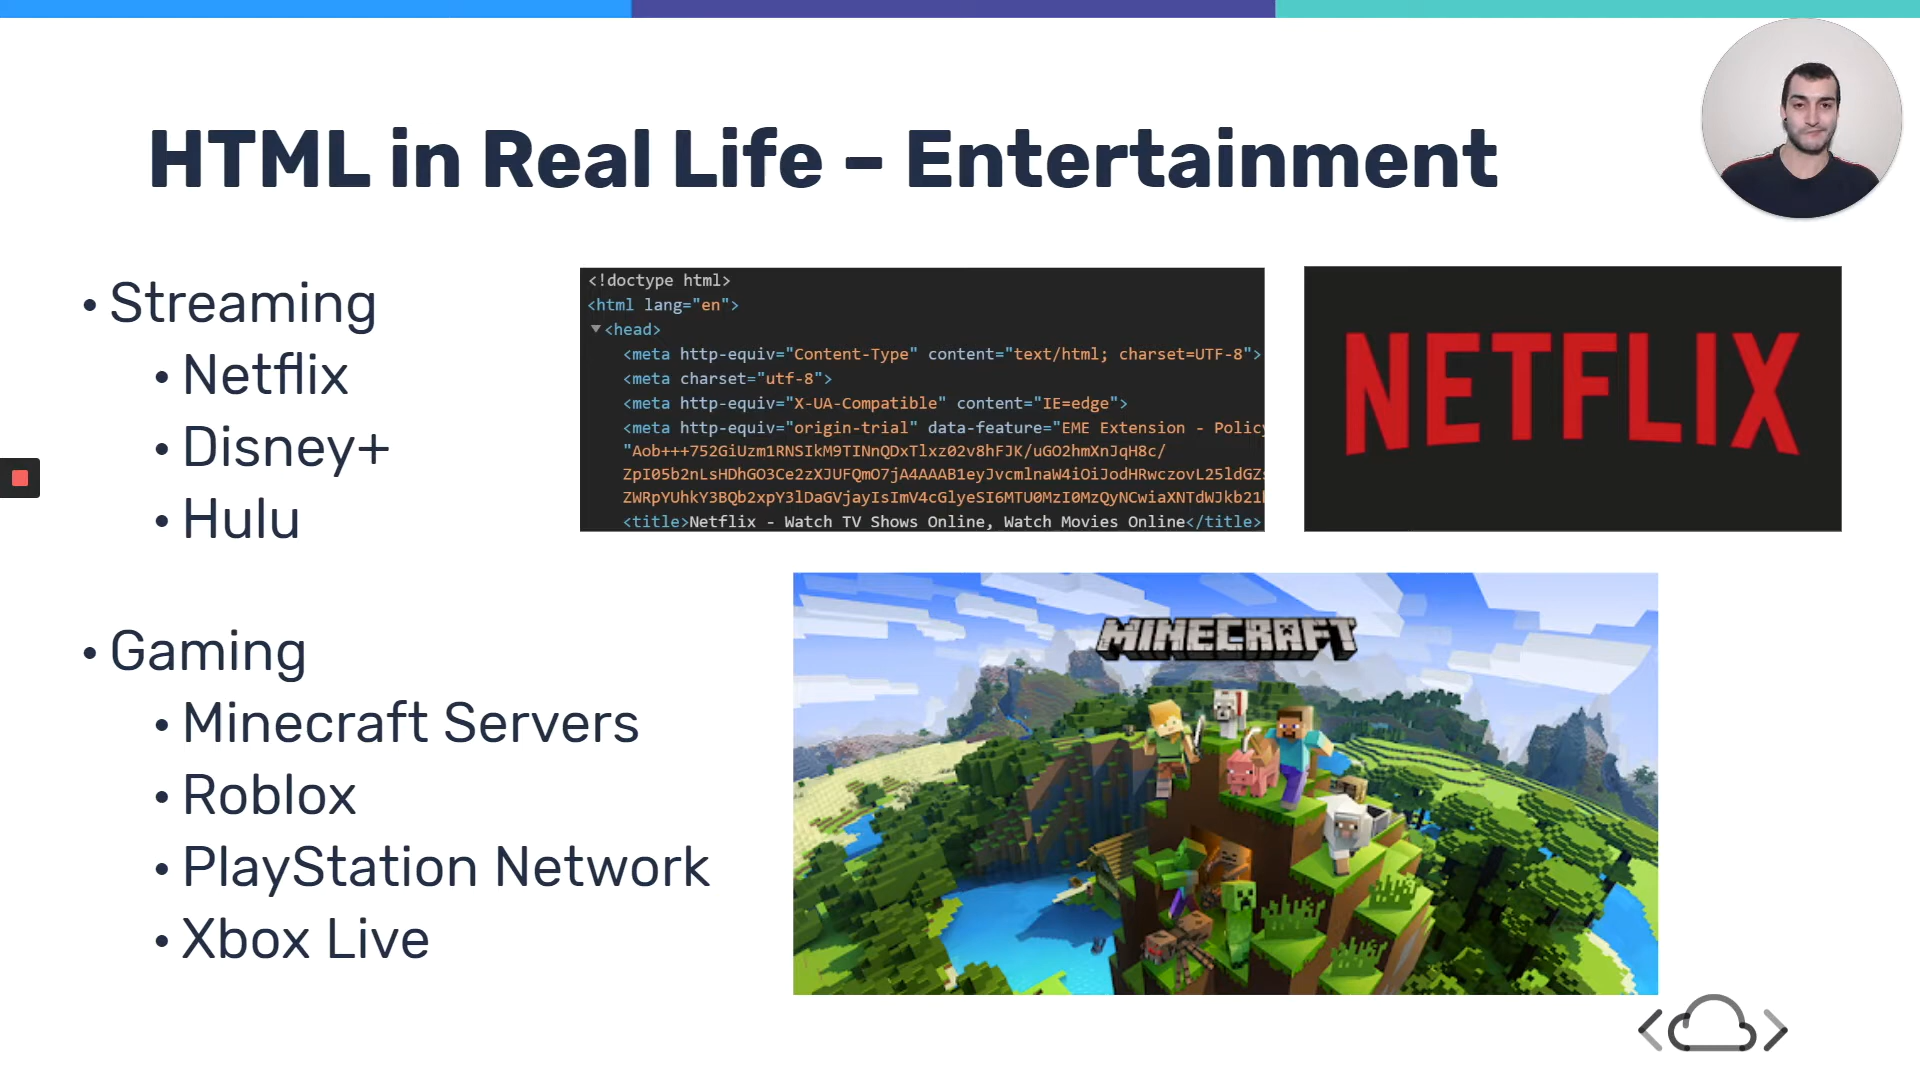 HTML in Real Life – Entertainment
• Streaming
• Netflix
• Disney+
• Hulu
• Gaming
• Minecraft Servers
• Roblox
• PlayStation Network
• Xbox Live
<!doctype html>
<html lang="en">
<head>
<meta http-equiv="Content-Type" content="text/html; charset=UTF-8">
<meta charset="utf-8">
<meta http-equiv="X-UA-Compatible" content="IE=edge">
<meta http-equiv="origin-trial" data-feature="EME Extension - Policy
"Aob+++752GiUzm1RNSIkM9TINnQDxTlxz02v8hFJK/uGO2hmXnJqH8c/
ZpI05b2nLsHDhGO3Ce2zXJUFQmO7jA4AAAB1eyJvcmlnaW4iOiJodHRwczovL25ldGZ
ZWRpYUhkY3BQb2xpY3lDaGVjayIsImV4cGlyeSI6MTU0MzI0MzQyNCwiaXNTdWJkb21
<title>Netflix - Watch TV Shows Online, Watch Movies Online</title>
NETFLIX
MINECRAFT